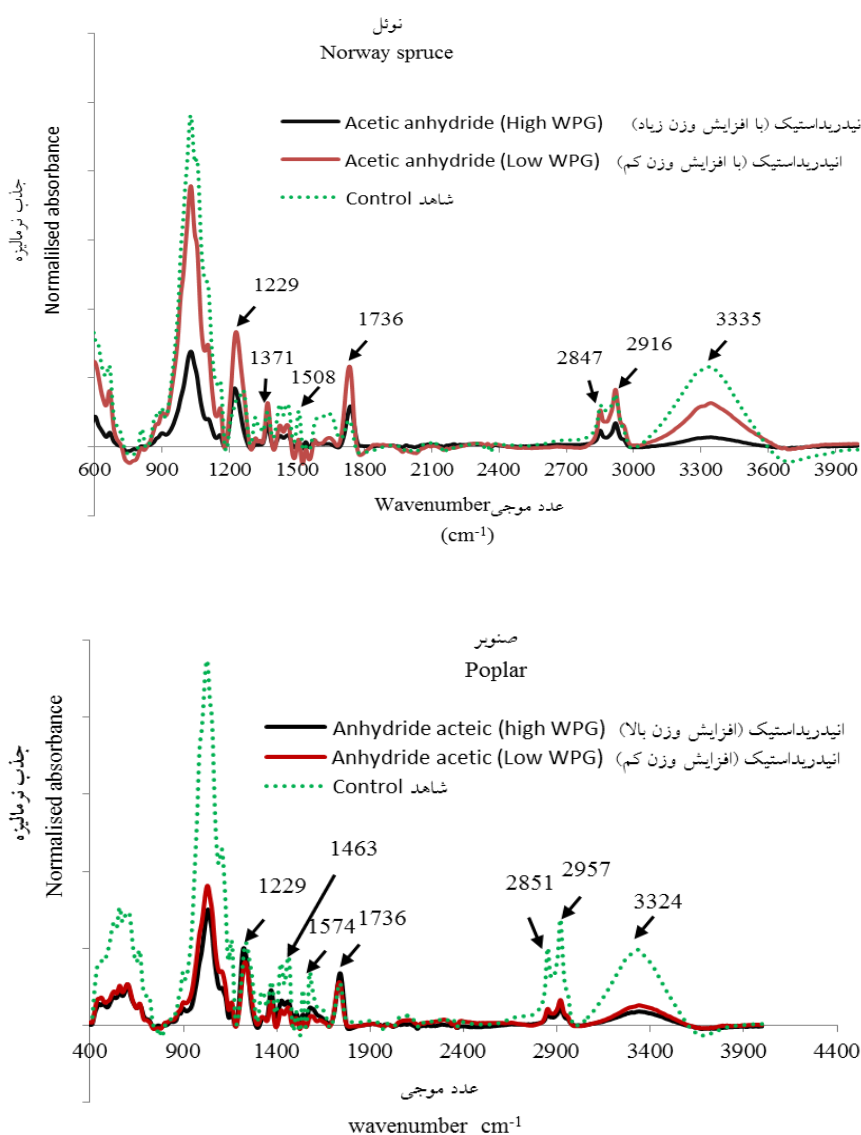 نوئل
Norway spruce
Acetic anhydride (High WPG) نیدریداستیک (با افزایش وزن زیاد)
Acetic anhydride (Low WPG) انیدریداستیک (با افزایش وزن کم)
Control شاهد
جذب نرمالیزه
Normalilsed absorbance
1229
1371
1508
1736
2847
2916
3335
600 900 1200 1500 1800 2100 2400 2700 3000 3300 3600 3900
Wavenumber عدد موجی
(cm-1)
صنوبر
Poplar
Anhydride acteic (high WPG) انیدریداستیک (افزایش وزن بالا)
Anhydride acetic (Low WPG) انیدریداستیک (افزایش وزن کم)
Control شاهد
جذب نرمالیزه
Normalised absorbance
1229
1463
1574
1736
2851
2957
3324
400 900 1400 1900 2400 2900 3400 3900 4400
عدد موجی
wavenumber cm-1